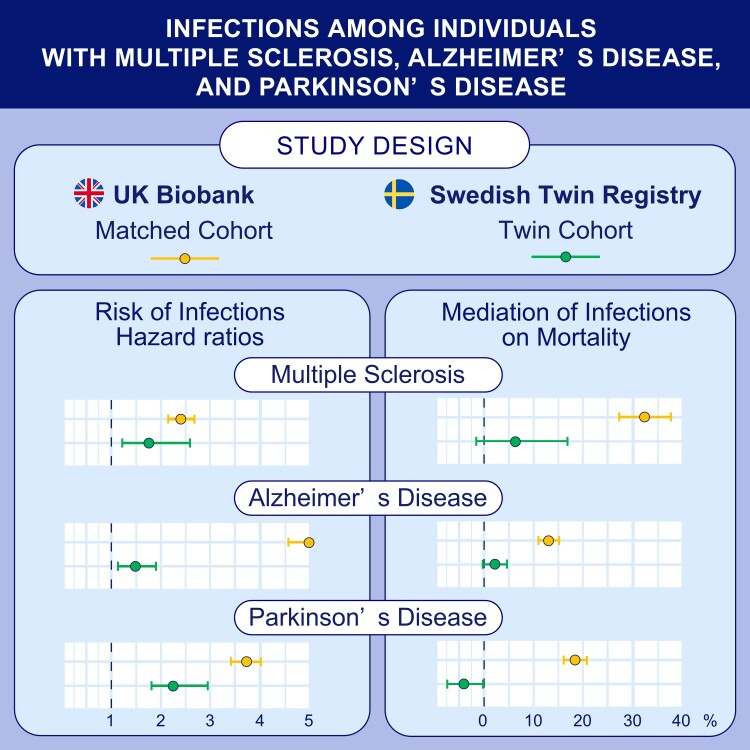 INFECTIONS AMONG INDIVIDUALS
WITH MULTIPLE SCLEROSIS, ALZHEIMER’ S DISEASE,
AND PARKINSON’ S DISEASE
STUDY DESIGN
UK Biobank
Matched Cohort
Swedish Twin Registry
Twin Cohort
Risk of Infections
Hazard ratios
Mediation of Infections
on Mortality
Multiple Sclerosis
Alzheimer’ s Disease
Parkinson’ s Disease
1 2 3 4 5
0 10 20 30 40 %